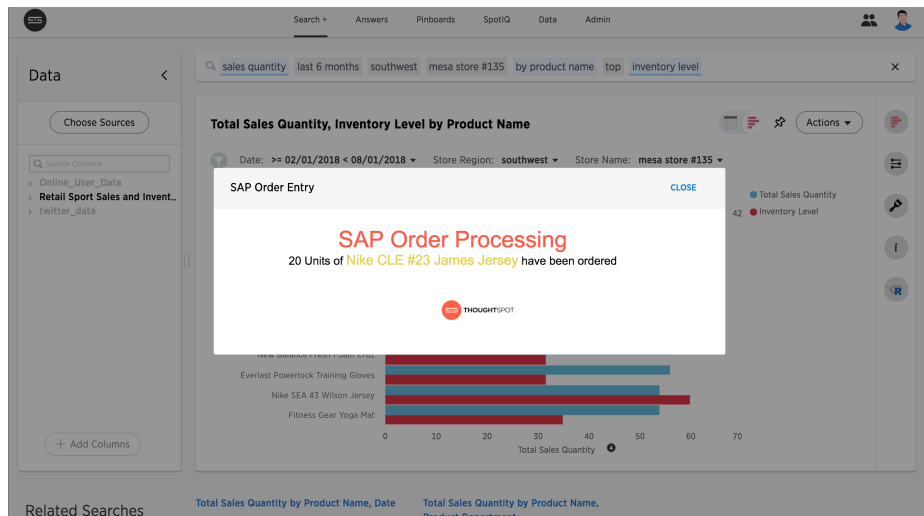 Search +
Answers
Pinboards
SpotIQ
Data
Admin
Data
sales quantity last 6 months southwest mesa store #135 by product name top inventory level
Choose Sources
Search Columns
Online_User_Data
Retail Sport Sales and Invent..
twitter_data
Add Columns
Total Sales Quantity, Inventory Level by Product Name
Actions
Date: >= 02/01/2018 < 08/01/2018
Store Region: southwest
Store Name: mesa store #135
SAP Order Entry
CLOSE
SAP Order Processing
20 Units of Nike CLE #23 James Jersey have been ordered
THOUGHTSPOT
Total Sales Quantity
42
Inventory Level
New Balance Fresh Foam Cruz
Everlast Powerlock Training Gloves
Nike SEA #3 Wilson Jersey
Fitness Gear Yoga Mat
0 10 20 30 40 50 60 70
Total Sales Quantity
i
R
Related Searches
Total Sales Quantity by Product Name, Date
Total Sales Quantity by Product Name,
Product Department